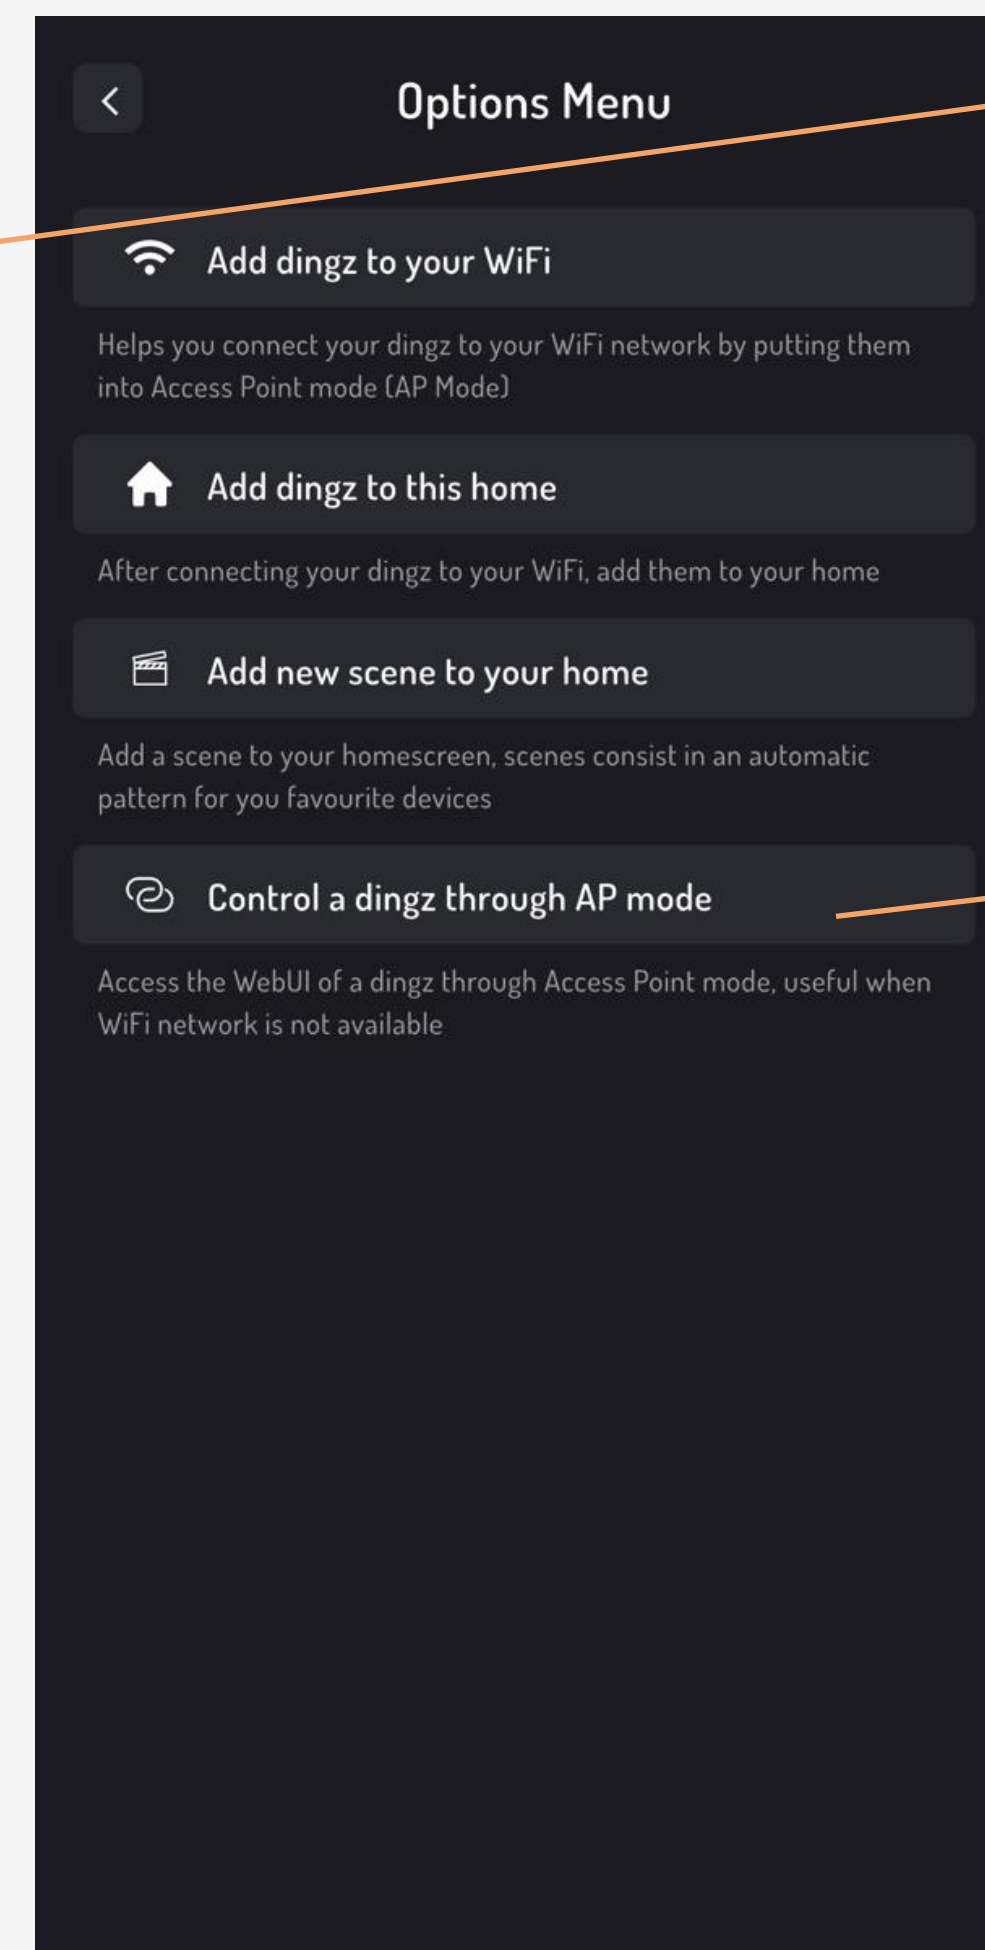 Options Menu
Add dingz to your WiFi
Helps you connect your dingz to your WiFi network by putting them
into Access Point mode (AP Mode)
Add dingz to this home
After connecting your dingz to your WiFi, add them to your home
Add new scene to your home
Add a scene to your homescreen, scenes consist in an automatic
pattern for you favourite devices
Control a dingz through AP mode
Access the WebUI of a dingz through Access Point mode, useful when
WiFi network is not available